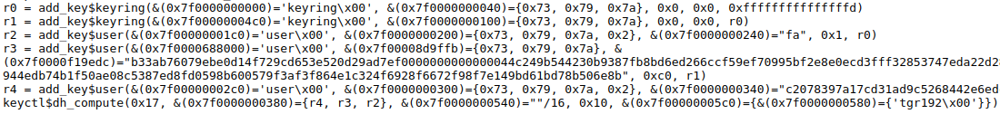 r0 = add_key$keyring(&(0x7f0000000000)='keyring\x00', &(0x7f0000000040)={0x73, 0x79, 0x7a}, 0x0, 0x0, 0xfffffffffffffffd)
r1 = add_key$keyring(&(0x7f00000004c0)='keyring\x00', &(0x7f0000000100)={0x73, 0x79, 0x7a}, 0x0, 0x0, r0)
r2 = add_key$user(&(0x7f00000001c0)='user\x00', &(0x7f0000000200)={0x73, 0x79, 0x7a, 0x2}, &(0x7f0000000240)="fa", 0x1, r0)
r3 = add_key$user(&(0x7f0000688000)='user\x00', &(0x7f00008d9ffb)={0x73, 0x79, 0x7a}, &
(0x7f0000f19edc)="b33ab76079ebe0d14f729cd653e520d29ad7ef0000000000000044c249b544230b9387fb8bd6ed266ccf59ef70995bf2e8e0ecd3fff32853747eda22d2
944edb74b1f50ae08c5387ed8fd0598b600579f3af3f864e1c324f6928f6672f98f7e149bd61bd78b506e8b", 0xc0, r1)
r4 = add_key$user(&(0x7f00000002c0)='user\x00', &(0x7f0000000300)={0x73, 0x79, 0x7a, 0x2}, &(0x7f0000000340)="c2078397a17cd31ad9c5268442e6ed
keyctl$dh_compute(0x17, &(0x7f0000000380)={r4, r3, r2}, &(0x7f0000000540)=""/16, 0x10, &(0x7f00000005c0)={&(0x7f0000000580)={'tgr192\x00'}})